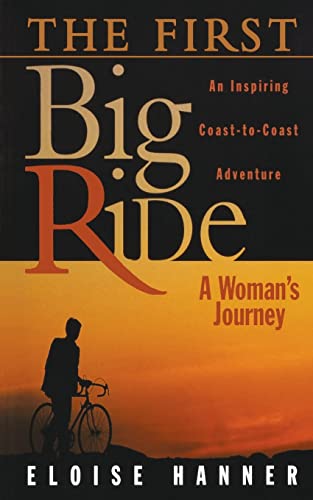 THE FIRST
Big
RiDe
An Inspiring
Coast-to-Coast
Adventure
A Woman's
Journey
ELOISE HANNER